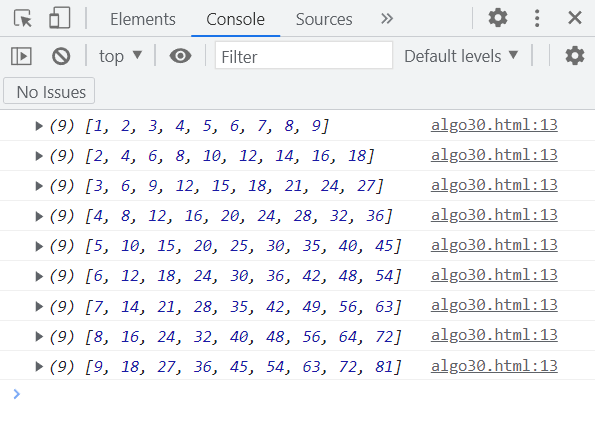 Elements Console Sources
top Filter Default levels
No Issues
(9) [1, 2, 3, 4, 5, 6, 7, 8, 9] algo30.html:13
(9) [2, 4, 6, 8, 10, 12, 14, 16, 18] algo30.html:13
(9) [3, 6, 9, 12, 15, 18, 21, 24, 27] algo30.html:13
(9) [4, 8, 12, 16, 20, 24, 28, 32, 36] algo30.html:13
(9) [5, 10, 15, 20, 25, 30, 35, 40, 45] algo30.html:13
(9) [6, 12, 18, 24, 30, 36, 42, 48, 54] algo30.html:13
(9) [7, 14, 21, 28, 35, 42, 49, 56, 63] algo30.html:13
(9) [8, 16, 24, 32, 40, 48, 56, 64, 72] algo30.html:13
(9) [9, 18, 27, 36, 45, 54, 63, 72, 81] algo30.html:13